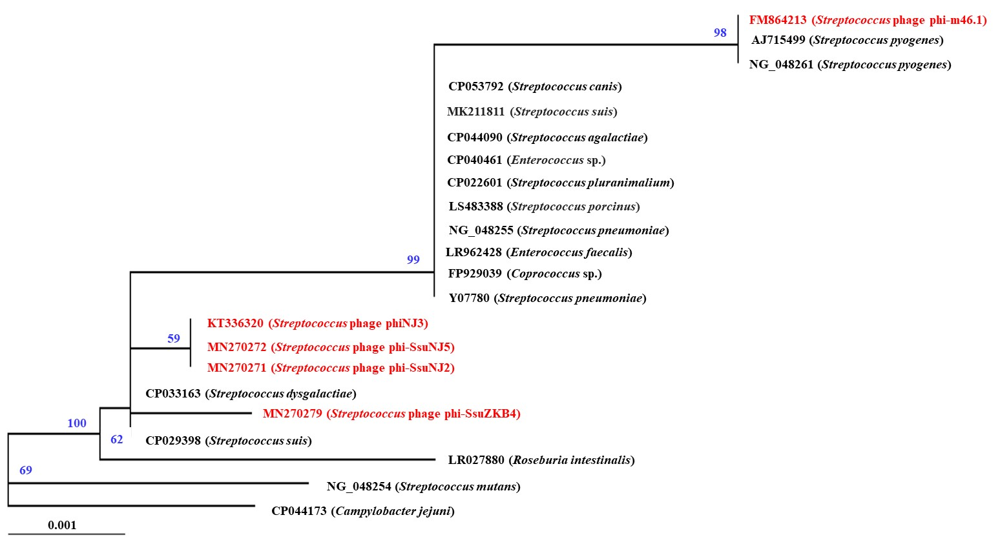 FM864213 (Streptococcus phage phi-m46.1)
98
AJ715499 (Streptococcus pyogenes)
NG_048261 (Streptococcus pyogenes)
CP053792 (Streptococcus canis)
MK211811 (Streptococcus suis)
CP044090 (Streptococcus agalactiae)
CP040461 (Enterococcus sp.)
CP022601 (Streptococcus pluranimalium)
LS483388 (Streptococcus porcinus)
NG_048255 (Streptococcus pneumoniae)
LR962428 (Enterococcus faecalis)
99
FP929039 (Coprococcus sp.)
Y07780 (Streptococcus pneumoniae)
KT336320 (Streptococcus phage phiNJ3)
59
MN270272 (Streptococcus phage phi-SsuNJ5)
MN270271 (Streptococcus phage phi-SsuNJ2)
CP033163 (Streptococcus dysgalactiae)
MN270279 (Streptococcus phage phi-SsuZKB4)
100
62
CP029398 (Streptococcus suis)
LR027880 (Roseburia intestinalis)
69
NG_048254 (Streptococcus mutans)
CP044173 (Campylobacter jejuni)
0.001